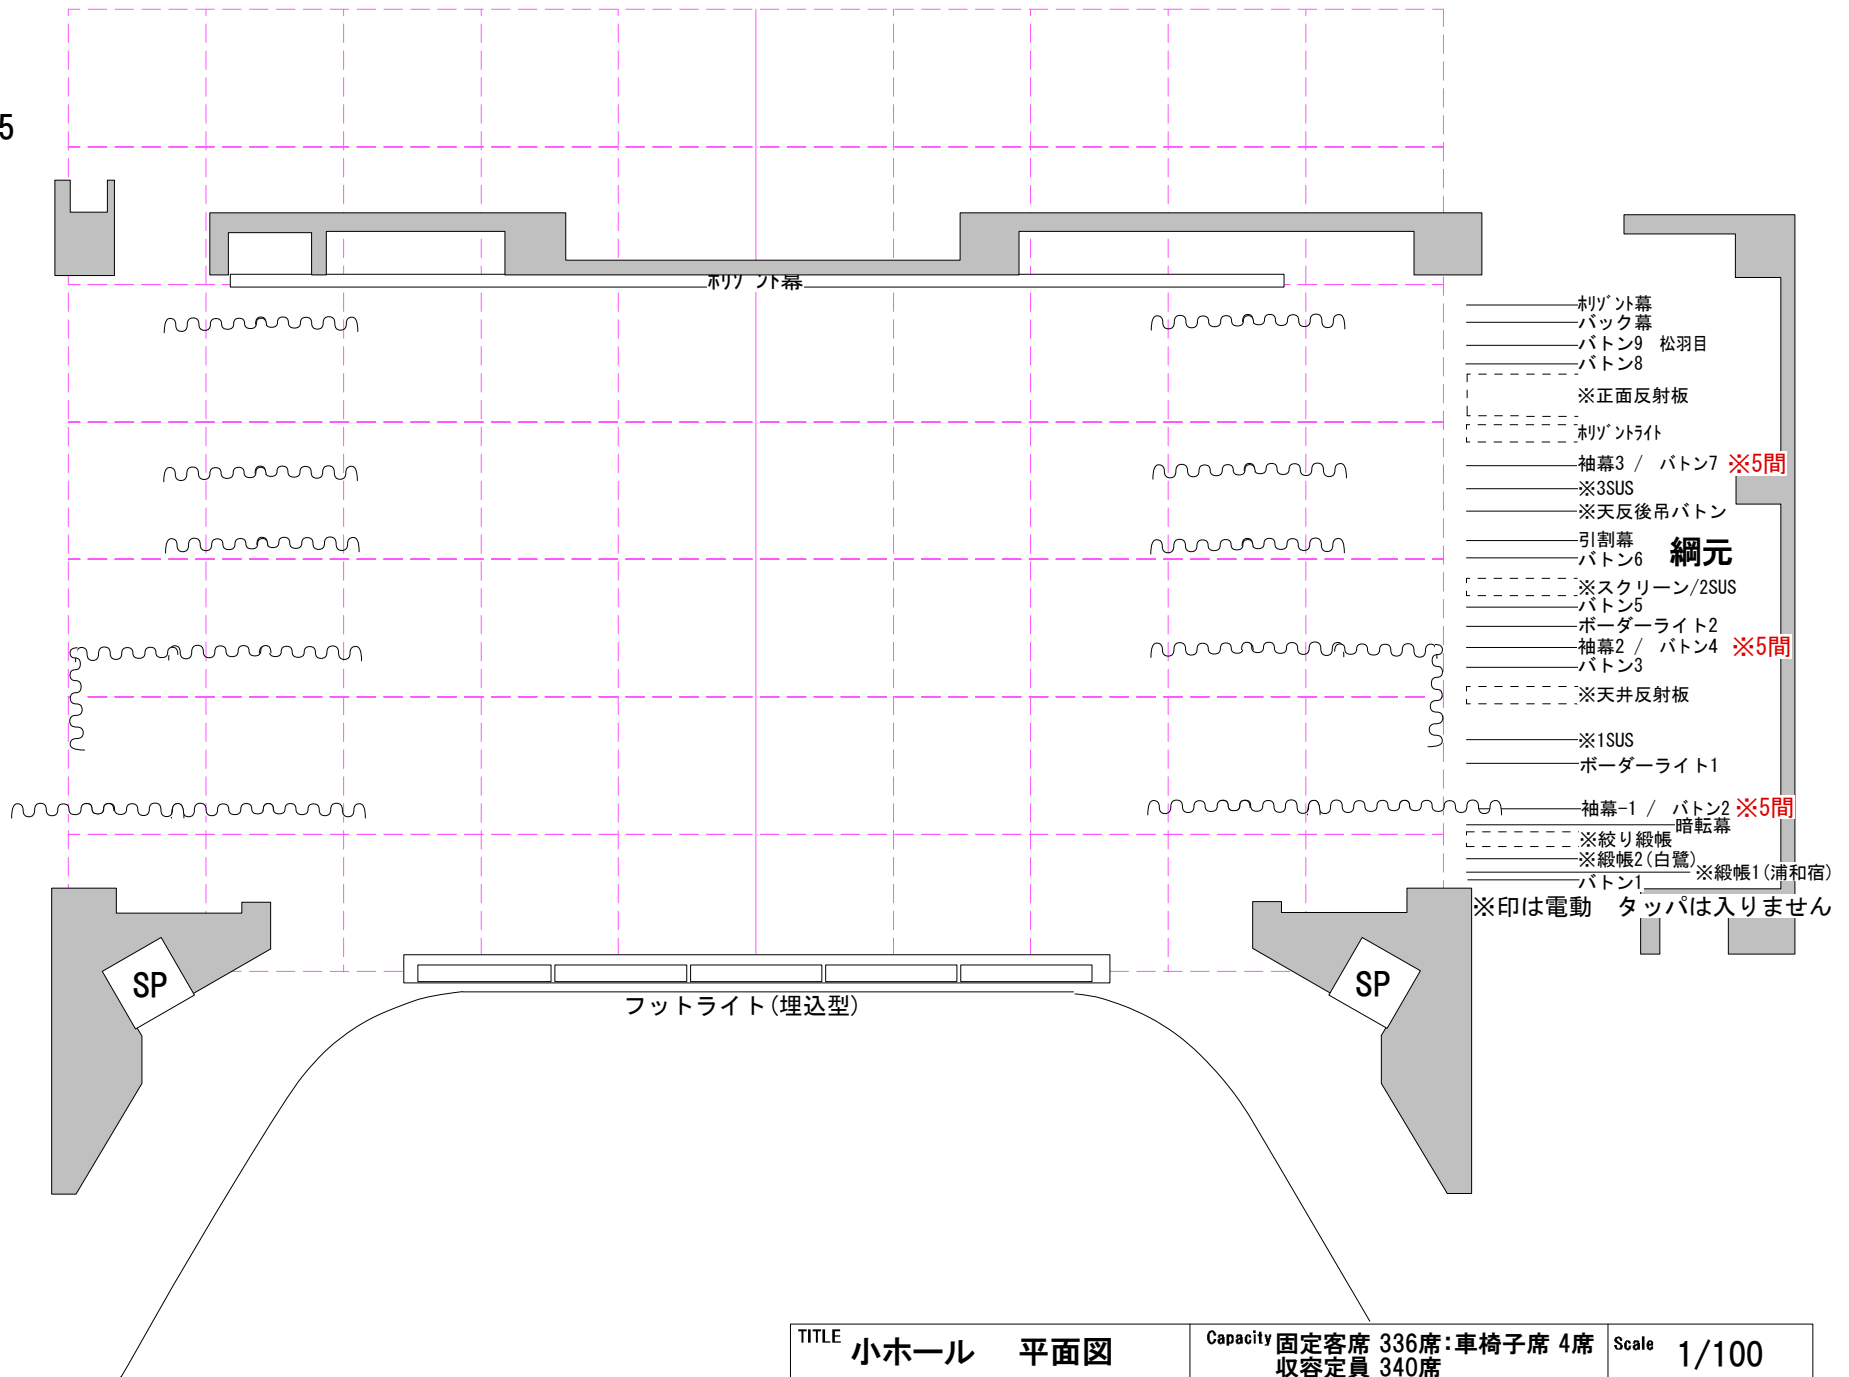 5
ホリゾント幕
ホリゾント幕
バック幕
バトン9 松羽目
バトン8
※正面反射板
ホリゾントライト
袖幕3 / バトン7 ※5間
※3SUS
※天反後吊バトン
引割幕
バトン6
綱元
※スクリーン/2SUS
バトン5
ボーダーライト2
袖幕2 / バトン4 ※5間
バトン3
※天井反射板
※1SUS
ボーダーライト1
袖幕-1 / バトン2 ※5間
暗転幕
※絞り緞帳
※緞帳2(白鷺)
※緞帳1(浦和宿)
バトン1
※印は電動 タッパは入りません
SP
SP
フットライト(埋込型)
TITLE 小ホール 平面図
Capacity 固定客席 336席:車椅子席 4席
収容定員 340席
Scale 1/100